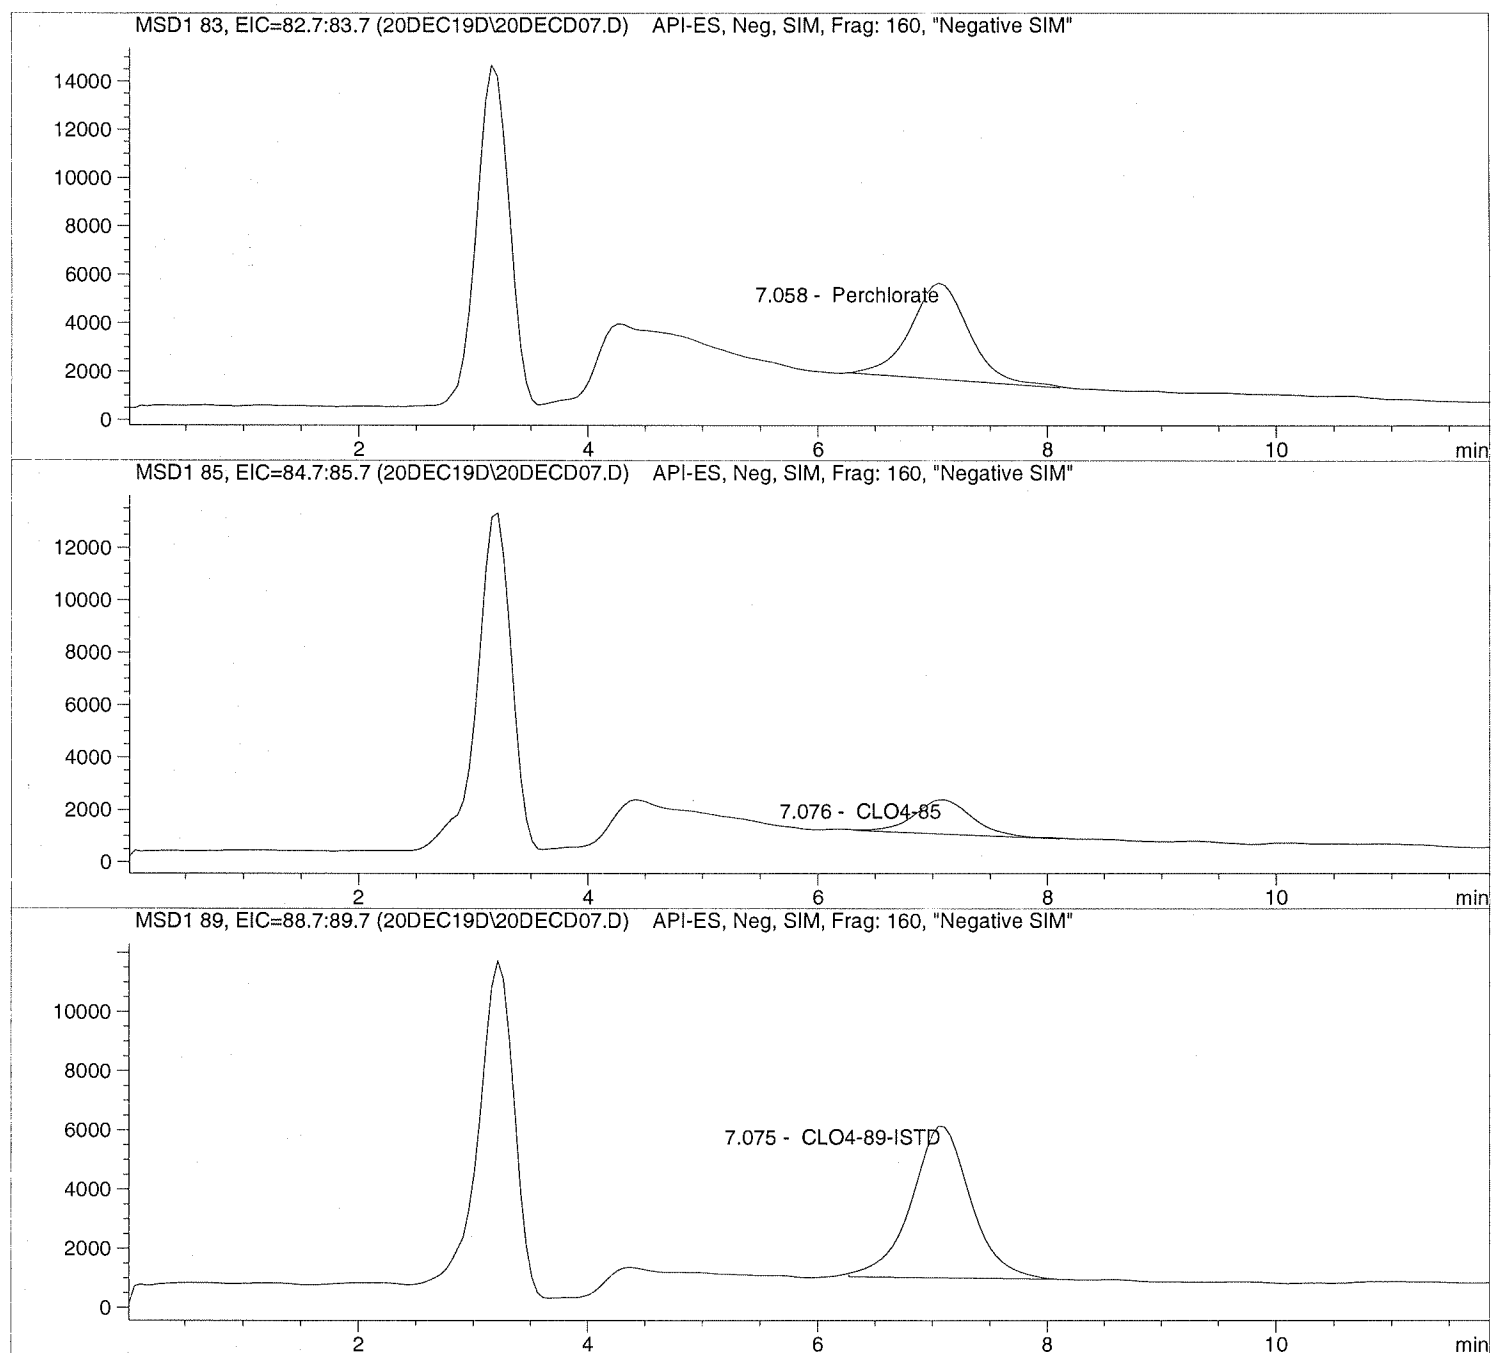 MSD1 83, EIC=82.7:83.7 (20DEC19D\20DECD07.D) API-ES, Neg, SIM, Frag: 160, "Negative SIM"
14000
12000
10000
8000
6000
7.058 - Perchlorate
4000
2000
0
2 4 6 8 10 min
MSD1 85, EIC=84.7:85.7 (20DEC19D\20DECD07.D) API-ES, Neg, SIM, Frag: 160, "Negative SIM"
12000
10000
8000
6000
4000
2000
7.076 - CLO4-85
0
2 4 6 8 10 min
MSD1 89, EIC=88.7:89.7 (20DEC19D\20DECD07.D) API-ES, Neg, SIM, Frag: 160, "Negative SIM"
10000
8000
6000
7.075 - CLO4-89-ISTD
4000
2000
0
2 4 6 8 10 min